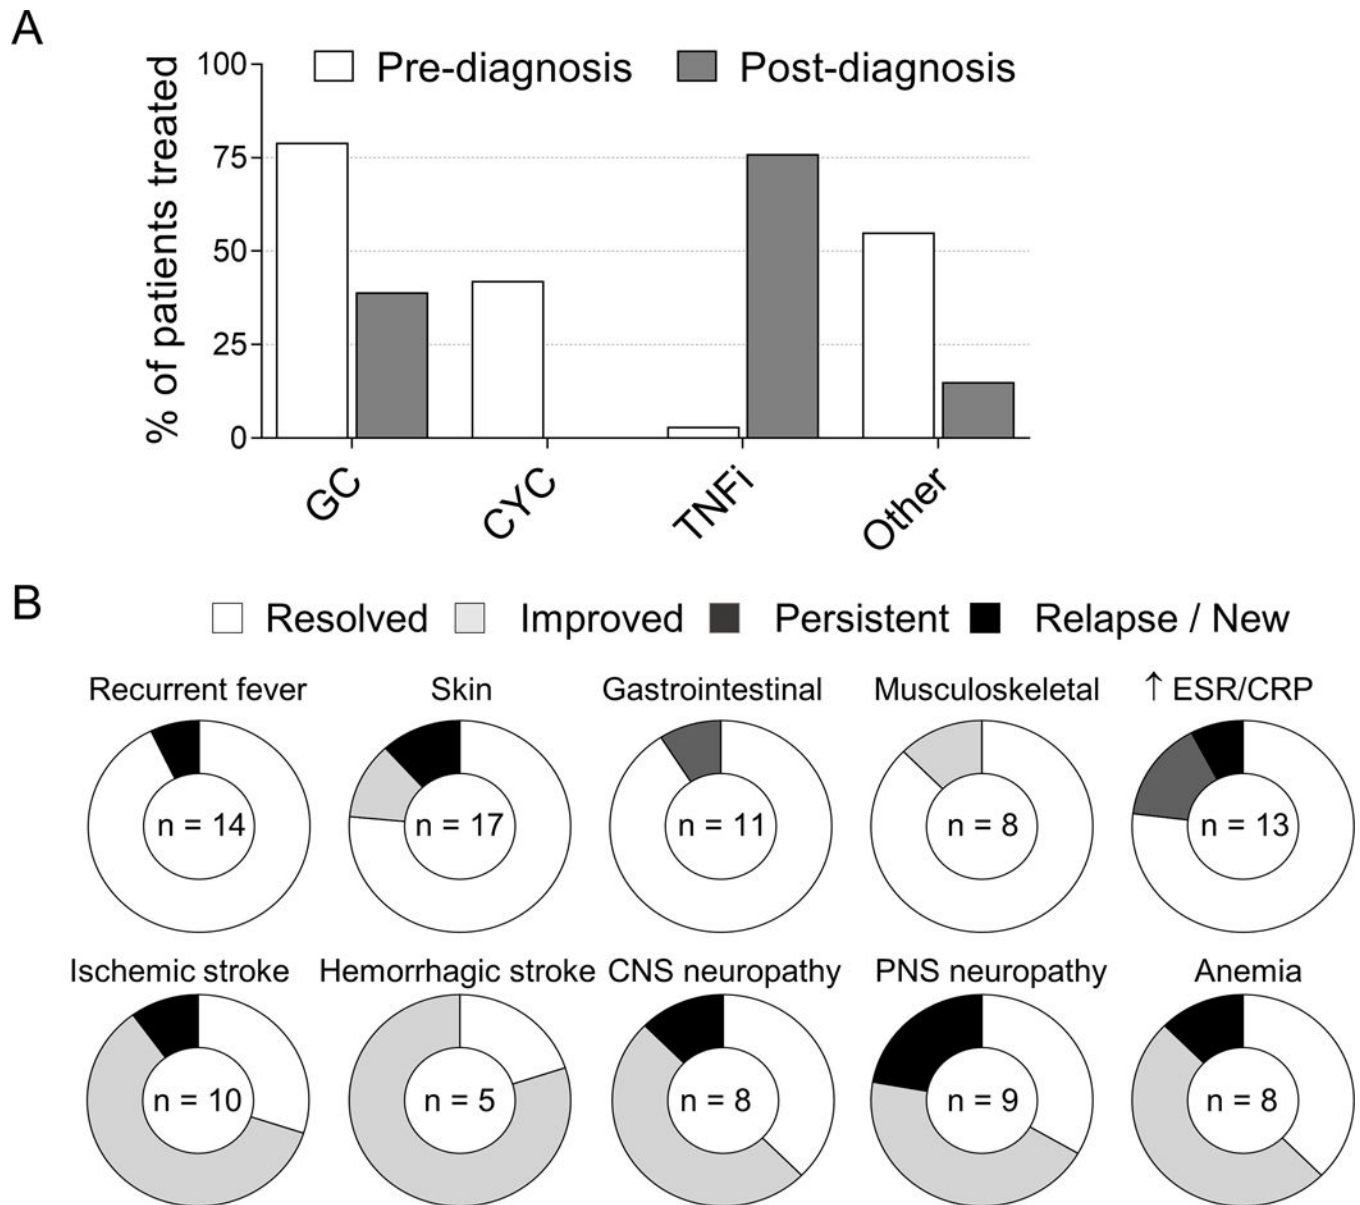 A
Pre-diagnosis Post-diagnosis
% of patients treated
100
75
50
25
0
GC CYC TNFi Other
B
Resolved Improved Persistent Relapse / New
Recurrent fever Skin Gastrointestinal Musculoskeletal ↑ ESR/CRP
n = 14 n = 17 n = 11 n = 8 n = 13
Ischemic stroke Hemorrhagic stroke CNS neuropathy PNS neuropathy Anemia
n = 10 n = 5 n = 8 n = 9 n = 8